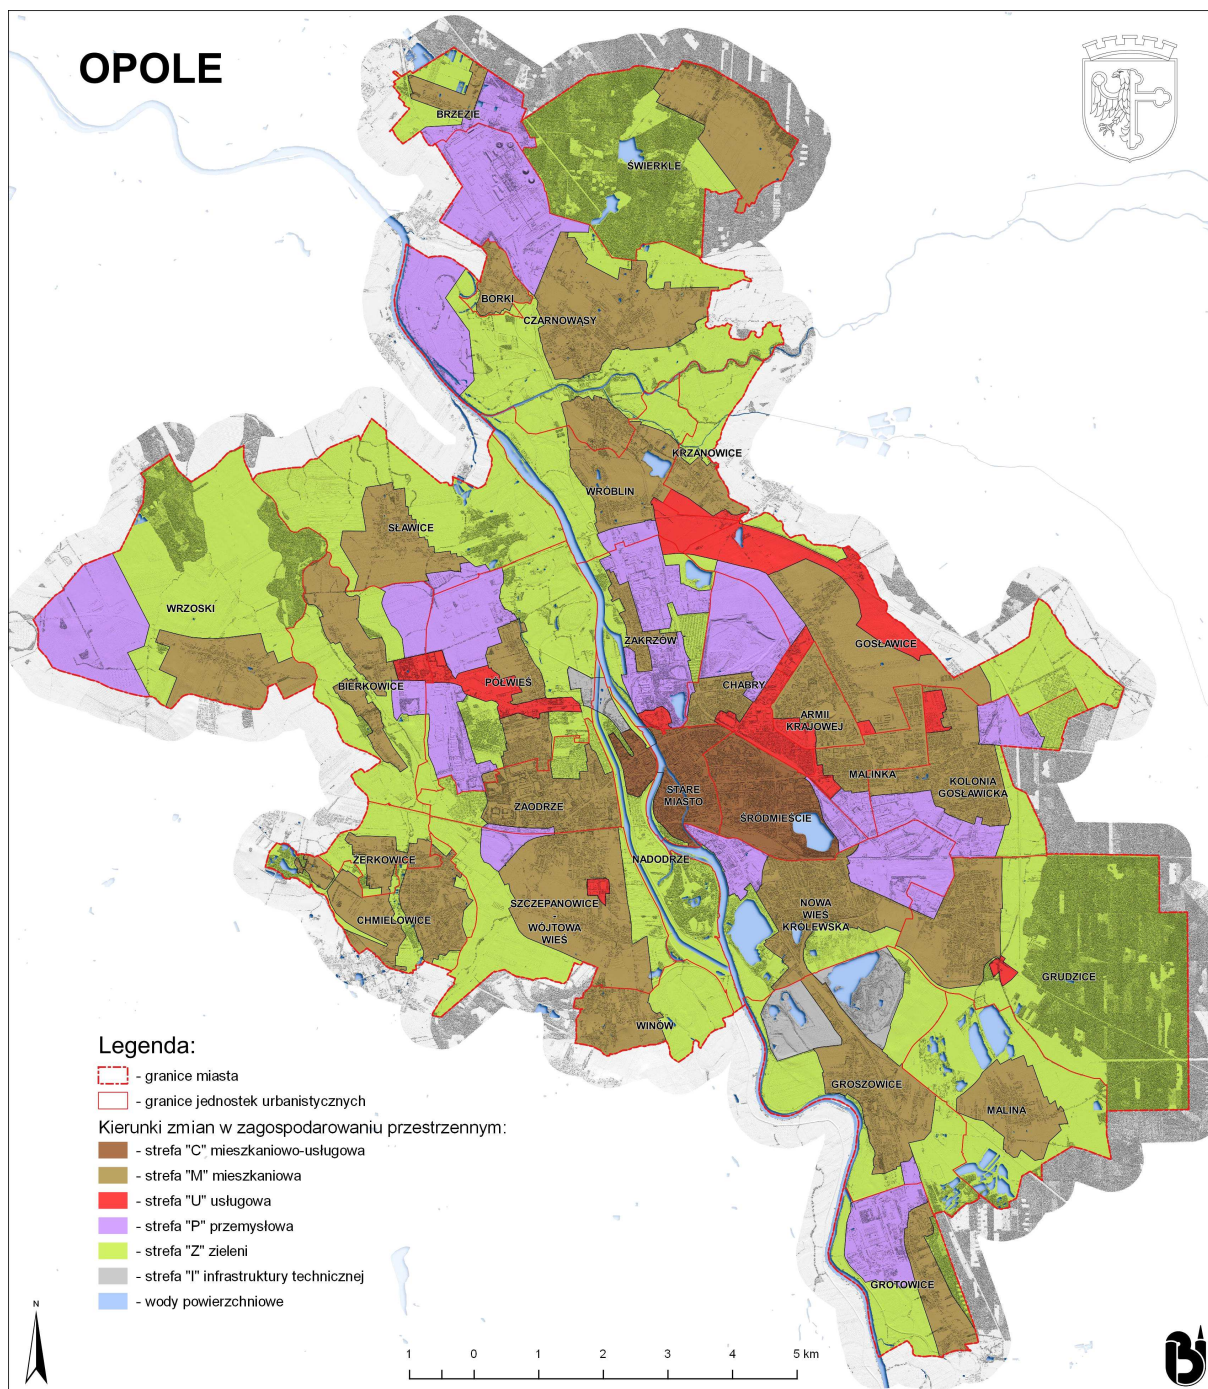 OPOLE
BRZEZIE
ŚWIERKLE
BORKI
CZARNOWĄSY
KRZANOWICE
WRÓBLIN
SŁAWICE
WRZOSKI
ZAKRZÓW
GOSŁAWICE
BIERKOWICE
PÓŁWIEŚ
CHABRY
ARMII
KRAJOWEJ
MALINKA
KOLONIA
GOSŁAWICKA
STARE
MIASTO
ZAODRZE
ŚRÓDMIEŚCIE
NADODRZE
ŻERKOWICE
CHMIELOWICE
SZCZEPANOWICE
-
WÓJTOWA
WIEŚ
NOWA
WIEŚ
KRÓLEWSKA
GRUDZICE
WINÓW
GROSZOWICE
MALINA
GROTOWICE
Legenda:
- granice miasta
- granice jednostek urbanistycznych
Kierunki zmian w zagospodarowaniu przestrzennym:
- strefa "C" mieszkaniowo-usługowa
- strefa "M" mieszkaniowa
- strefa "U" usługowa
- strefa "P" przemysłowa
- strefa "Z" zieleni
- strefa "I" infrastruktury technicznej
- wody powierzchniowe
N
1 0 1 2 3 4 5 km